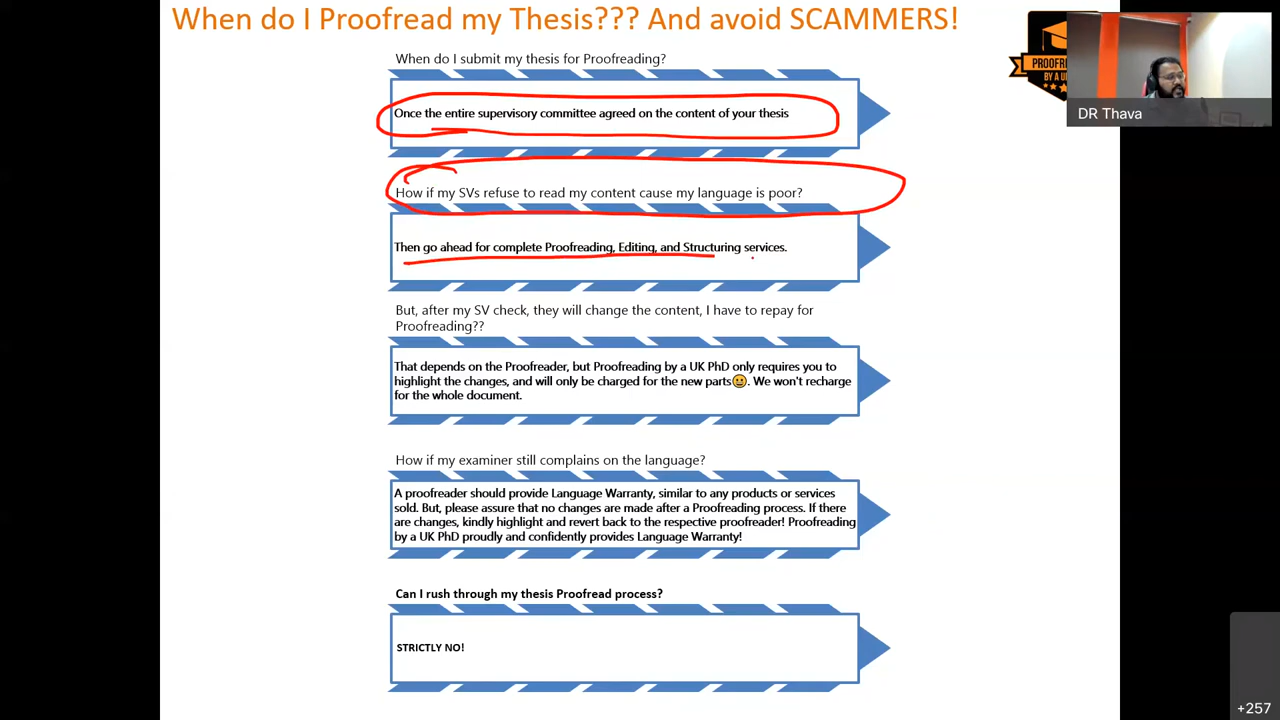 When do I Proofread my Thesis??? And avoid SCAMMERS!
When do I submit my thesis for Proofreading?
Once the entire supervisory committee agreed on the content of your thesis
How if my SVs refuse to read my content cause my language is poor?
Then go ahead for complete Proofreading, Editing, and Structuring services.
But, after my SV check, they will change the content, I have to repay for
Proofreading??
That depends on the Proofreader, but Proofreading by a UK PhD only requires you to
highlight the changes, and will only be charged for the new parts😀. We won't recharge
for the whole document.
How if my examiner still complains on the language?
A proofreader should provide Language Warranty, similar to any products or services
sold. But, please assure that no changes are made after a Proofreading process. If there
are changes, kindly highlight and revert back to the respective proofreader! Proofreading
by a UK PhD proudly and confidently provides Language Warranty!
Can I rush through my thesis Proofread process?
STRICTLY NO!
BY A
DR Thava
+257